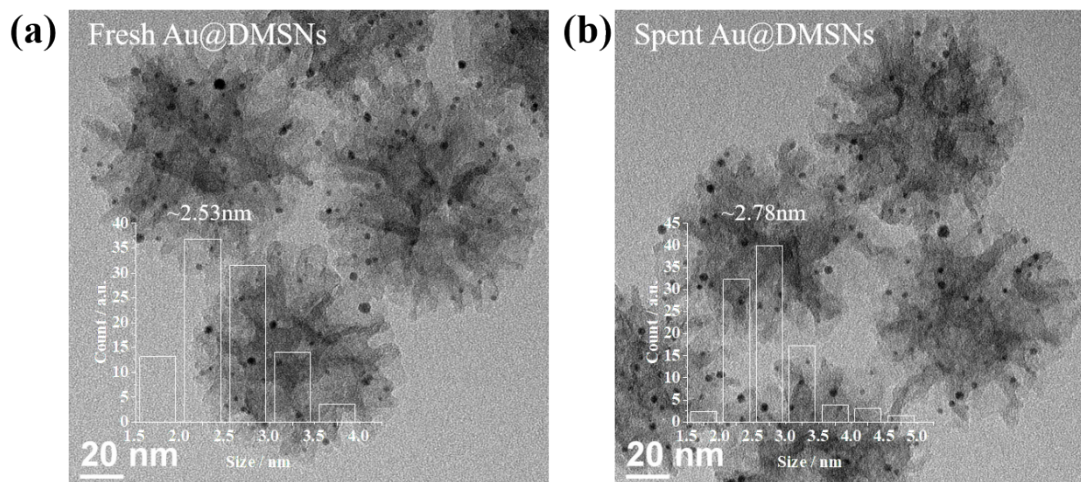 (a)
Fresh Au@DMSNs
~2.53nm
40
35
30
25
20
15
10
5
0
Count / a.u.
1.5 2.0 2.5 3.0 3.5 4.0
Size / nm
20 nm
(b)
Spent Au@DMSNs
~2.78nm
45
40
35
30
25
20
15
10
5
0
Count / a.u.
1.5 2.0 2.5 3.0 3.5 4.0 4.5 5.0
Size / nm
20 nm